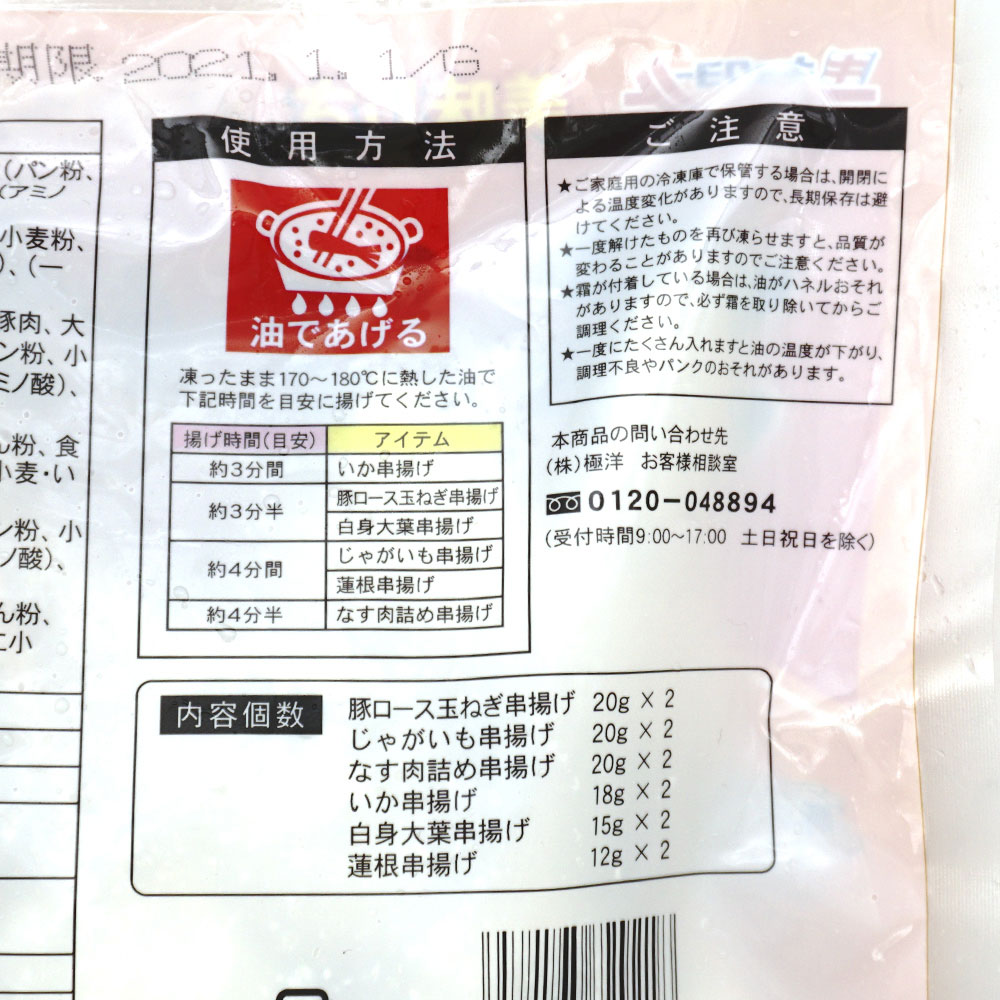 期限 2021. 1. 1/G
(パン粉、
(アミノ
小麦粉、
)、(一
豚肉、大
ン粉、小
ミノ酸)、
ん粉、食
小麦・い
ン粉、小
ノ酸)、
ん粉、
二小
使用方法
油であげる
凍ったまま170～180℃に熱した油で
下記時間を目安に揚げてください。
揚げ時間(目安) アイテム
約3分間 いか串揚げ
約3分半 豚ロース玉ねぎ串揚げ
白身大葉串揚げ
約4分間 じゃがいも串揚げ
蓮根串揚げ
約4分半 なす肉詰め串揚げ
ご注意
★ご家庭用の冷凍庫で保管する場合は、開閉に
よる温度変化がありますので、長期保存は避
けてください。
★一度解けたものを再び凍らせますと、品質が
変わることがありますのでご注意ください。
★霜が付着している場合は、油がハネルおそれ
がありますので、必ず霜を取り除いてからご
調理ください。
★一度にたくさん入れますと油の温度が下がり、
調理不良やパンクのおそれがあります。
本商品の問い合わせ先
(株)極洋 お客様相談室
0120-048894
(受付時間9:00～17:00 土日祝日を除く)
内容個数
豚ロース玉ねぎ串揚げ 20g × 2
じゃがいも串揚げ 20g × 2
なす肉詰め串揚げ 20g × 2
いか串揚げ 18g × 2
白身大葉串揚げ 15g × 2
蓮根串揚げ 12g × 2